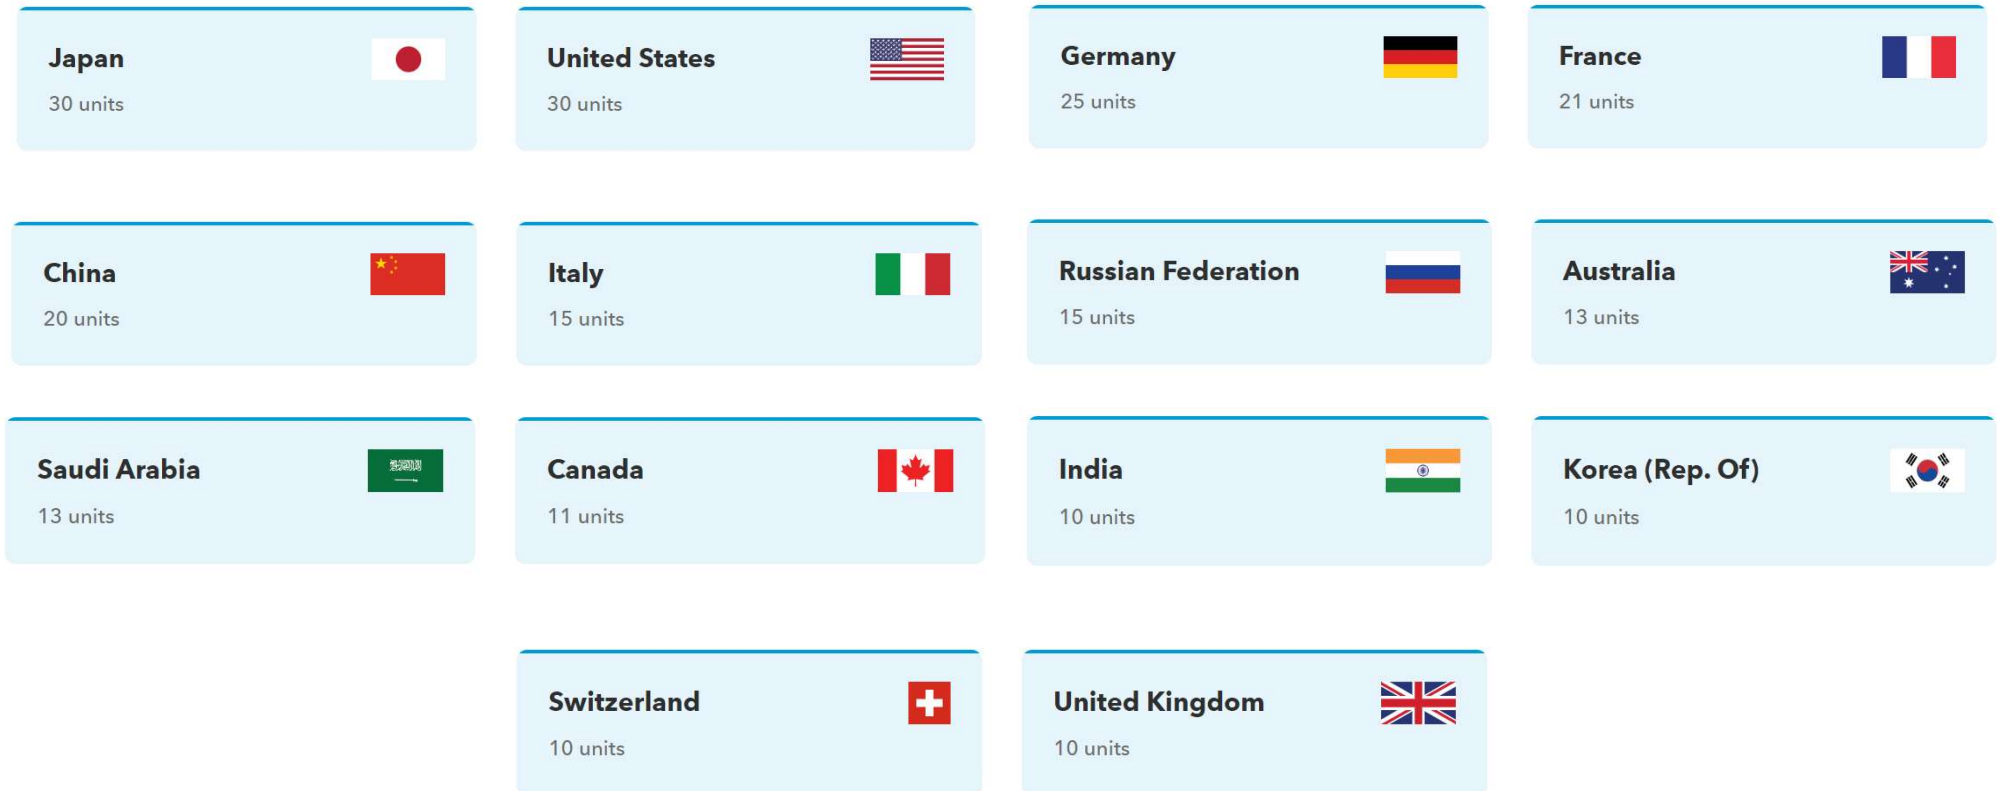 Japan
30 units
United States
30 units
Germany
25 units
France
21 units
China
20 units
Italy
15 units
Russian Federation
15 units
Australia
13 units
Saudi Arabia
13 units
Canada
11 units
India
10 units
Korea (Rep. Of)
10 units
Switzerland
10 units
United Kingdom
10 units